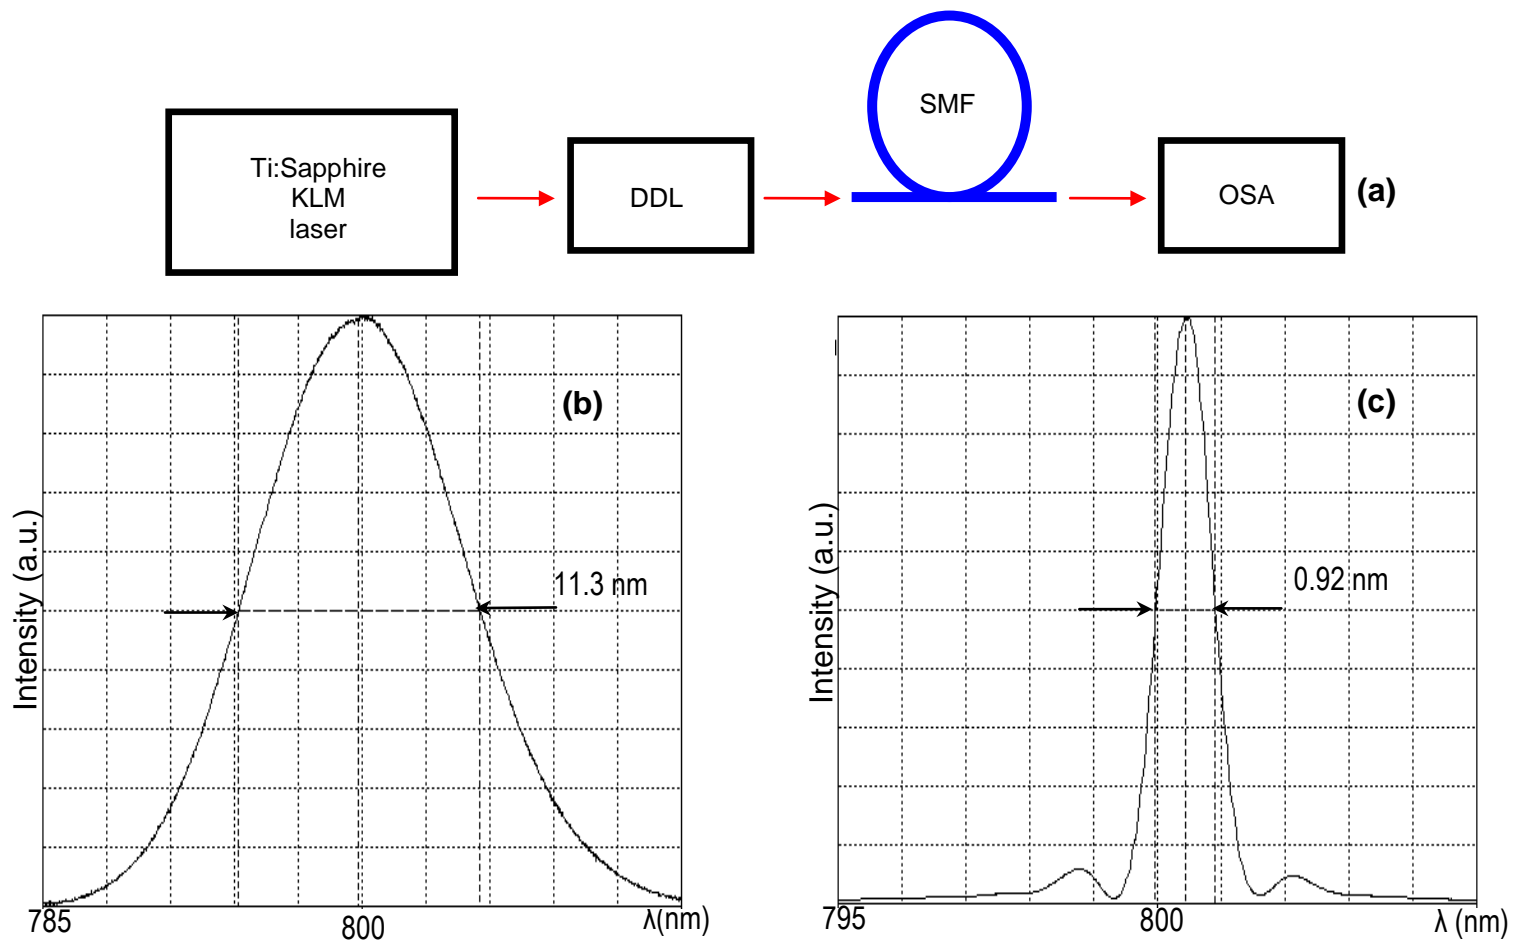 Ti:Sapphire
KLM
laser
DDL
SMF
OSA
(a)
Intensity (a.u.)
(b)
11.3 nm
785
800
λ(nm)
Intensity (a.u.)
(c)
0.92 nm
795
800
λ (nm)